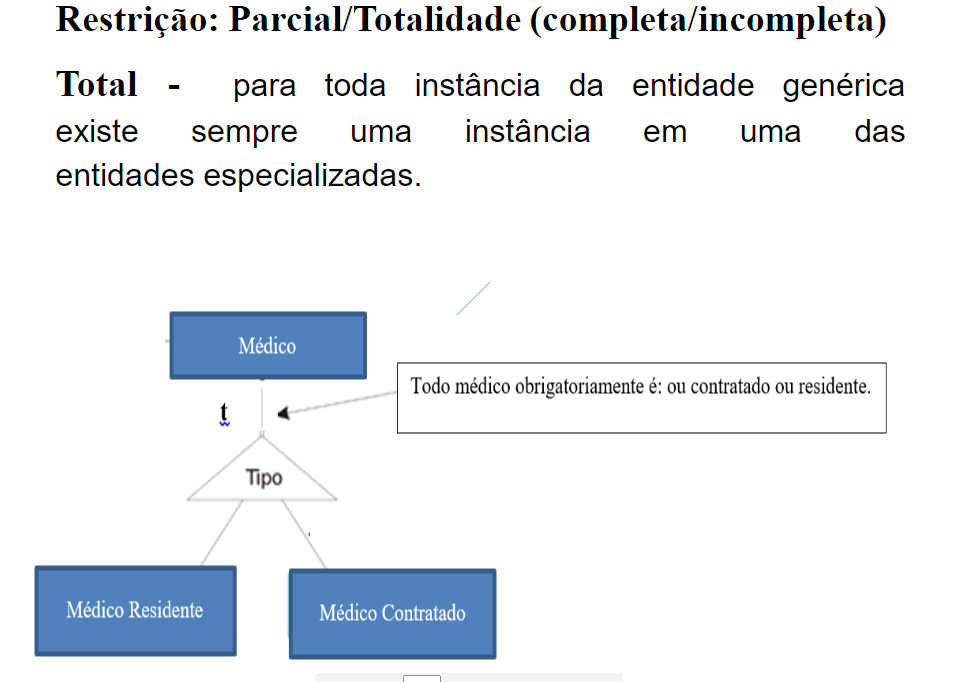 Restrição: Parcial/Totalidade (completa/incompleta)
Total - para toda instância da entidade genérica
existe sempre uma instância em uma das
entidades especializadas.
Médico
Todo médico obrigatoriamente é: ou contratado ou residente.
t
Tipo
Médico Residente
Médico Contratado